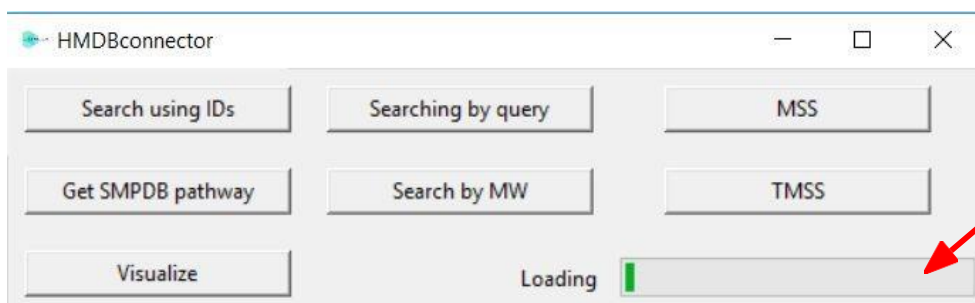 HMDBconnector
Search using IDs
Searching by query
MSS
Get SMPDB pathway
Search by MW
TMSS
Visualize
Loading